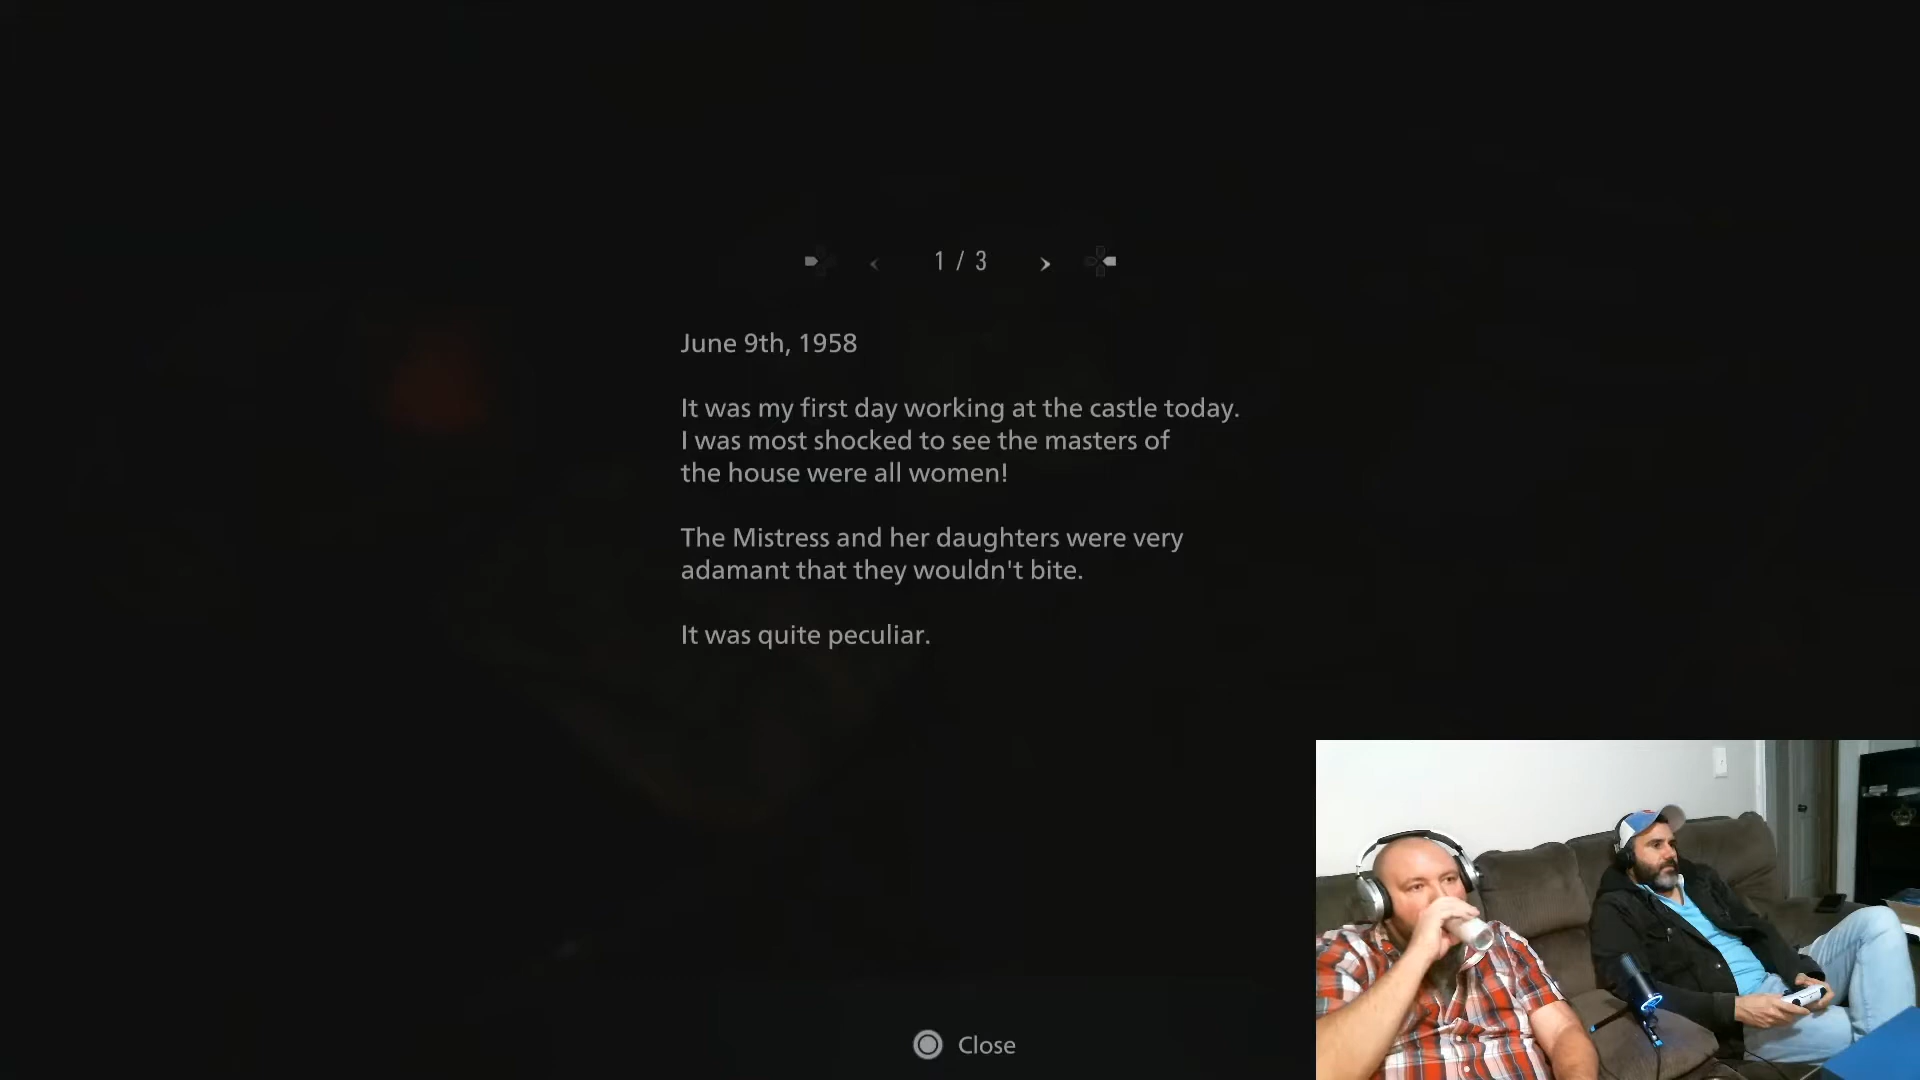 1 / 3
June 9th, 1958
It was my first day working at the castle today.
I was most shocked to see the masters of
the house were all women!
The Mistress and her daughters were very
adamant that they wouldn't bite.
It was quite peculiar.
Close